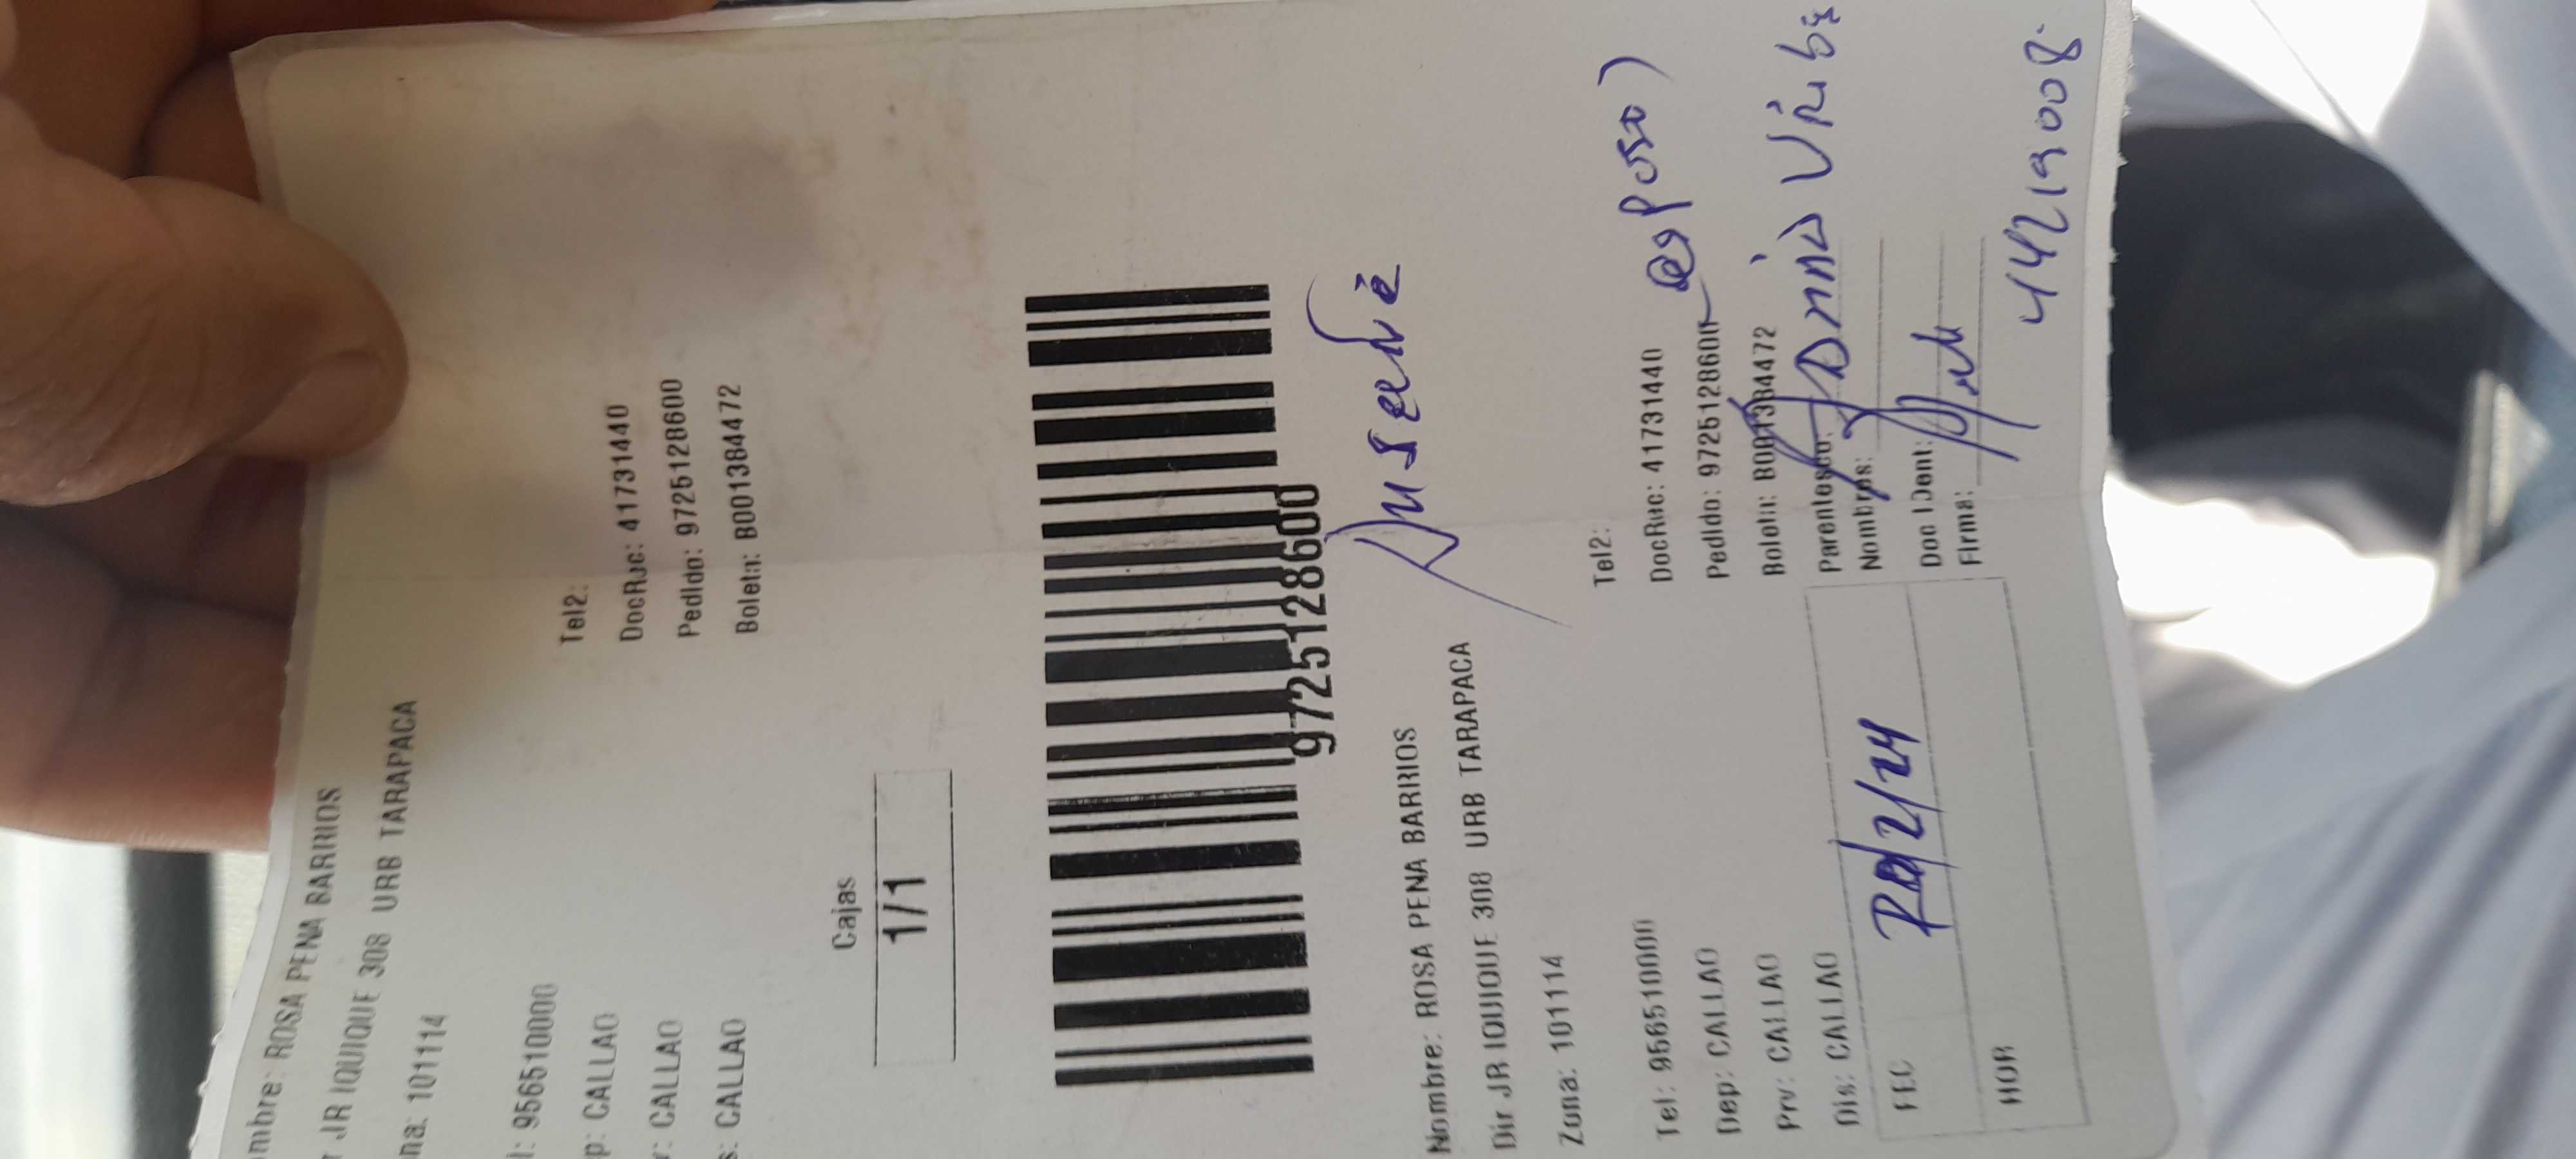 mbre: ROSA PENA BARRIOS
JR IQUIQUE 308 URB TARAPACA
na: 101114
l: 956510000 Tel2:
p: CALLAO DocRuc: 41731440
: CALLAO Pedido: 9725128600
s: CALLAO Boleta: B001384472
Cajas
1/1
9725128600
Nombre: ROSA PENA BARRIOS
Dir JR IQUIQUE 308 URB TARAPACA
Zona: 101114
Tel: 956510000 Tel2:
Dep: CALLAO DocRuc: 41731440
Prv: CALLAO Pedido: 9725128600 (esposo)
Dis: CALLAO Boleta: B001384472
Parentesco:
Nombres:
FEC /2/24
Doc IDent:
HOR Firma:
44219008